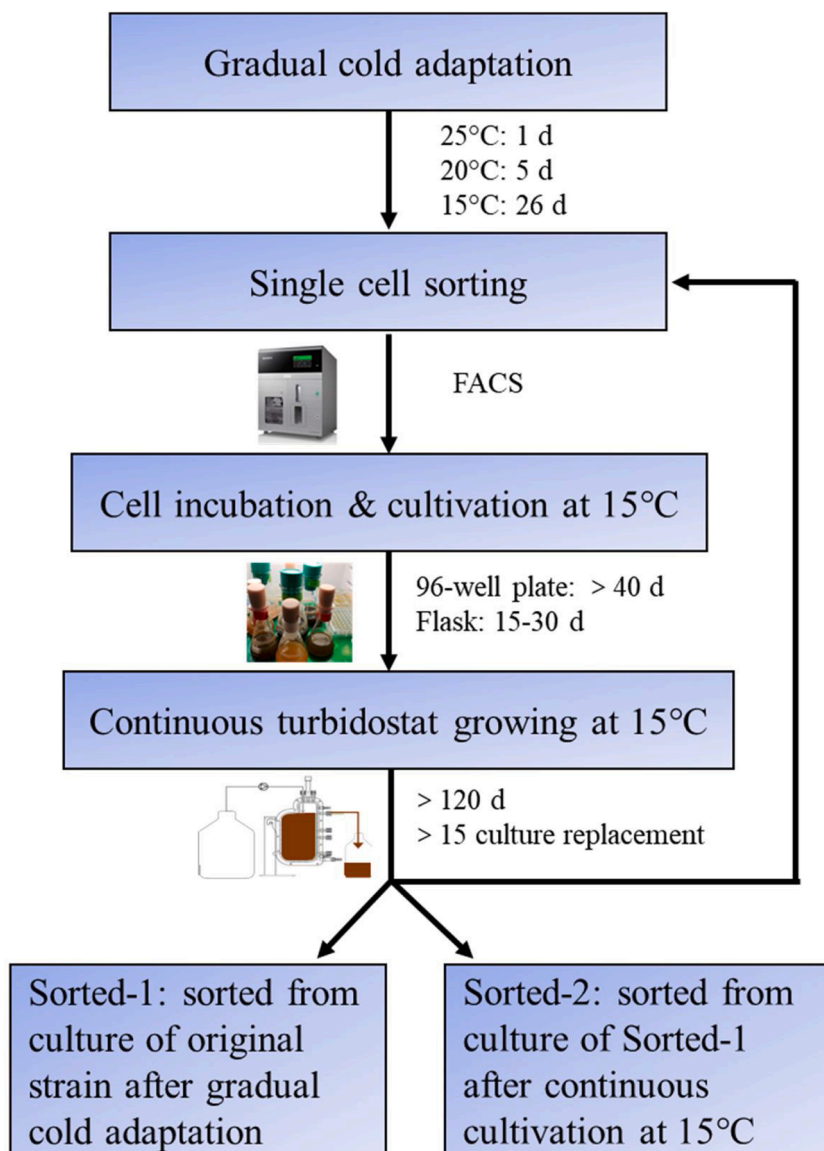 Gradual cold adaptation
25°C: 1 d
20°C: 5 d
15°C: 26 d
Single cell sorting
FACS
Cell incubation & cultivation at 15°C
96-well plate: > 40 d
Flask: 15-30 d
Continuous turbidostat growing at 15°C
> 120 d
> 15 culture replacement
Sorted-1: sorted from
culture of original
strain after gradual
cold adaptation
Sorted-2: sorted from
culture of Sorted-1
after continuous
cultivation at 15°C